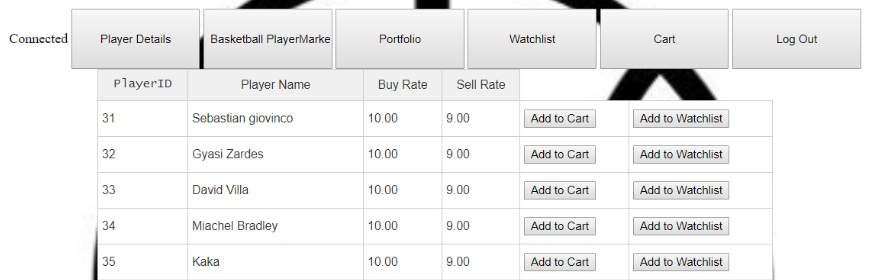 Connected Player Details Basketball PlayerMarke Portfolio Watchlist Cart Log Out
PlayerID Player Name Buy Rate Sell Rate
31 Sebastian giovinco 10.00 9.00 Add to Cart Add to Watchlist
32 Gyasi Zardes 10.00 9.00 Add to Cart Add to Watchlist
33 David Villa 10.00 9.00 Add to Cart Add to Watchlist
34 Miachel Bradley 10.00 9.00 Add to Cart Add to Watchlist
35 Kaka 10.00 9.00 Add to Cart Add to Watchlist